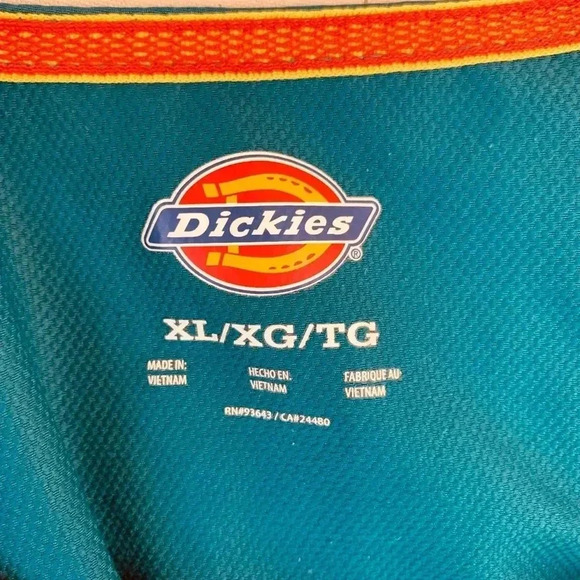 Dickies
®
XL/XG/TG
MADE IN: HECHO EN: FABRIQUE AU
VIETNAM VIETNAM VIETNAM
RN#93643 / CA#24480